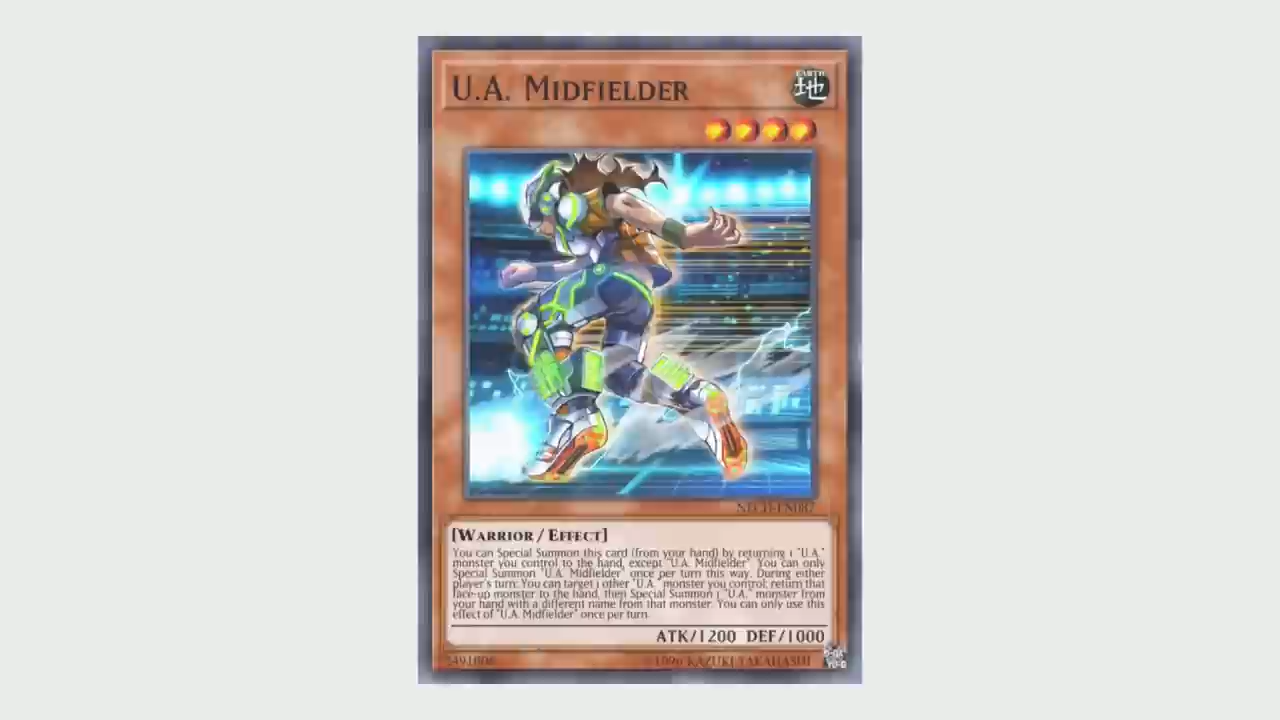 U.A. MIDFIELDER
EARTH
地
NECH-EN087
[WARRIOR / EFFECT]
You can Special Summon this card (from your hand) by returning 1 "U.A."
monster you control to the hand, except "U.A. Midfielder". You can only
Special Summon "U.A. Midfielder" once per turn this way. During either
player's turn: You can target 1 other "U.A." monster you control; return that
face-up monster to the hand, then Special Summon 1 "U.A." monster from
your hand with a different name from that monster. You can only use this
effect of "U.A. Midfielder" once per turn.
ATK/1200 DEF/1000
1996 KAZUKI TAKAHASHI